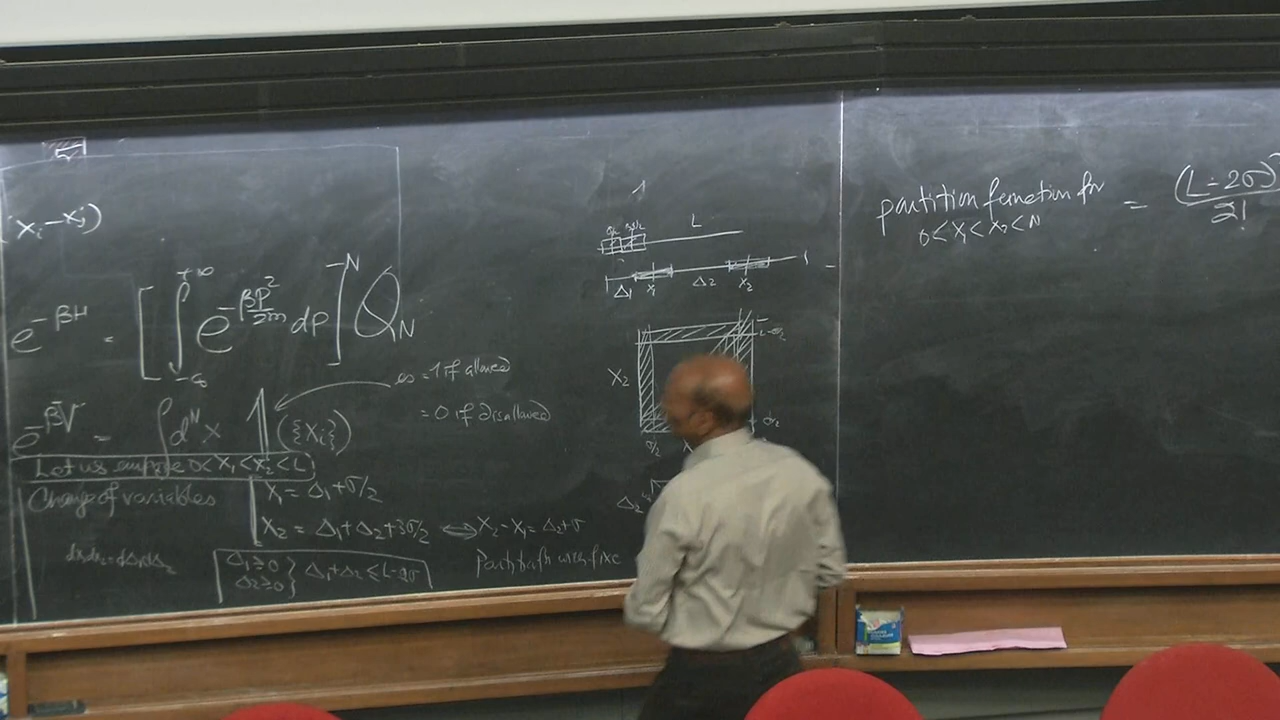 x_i - x_j)
e^{-βH} = [∫_{-∞}^{+∞} e^{-βp²/2m} dp]^N Q_N
e^{-βV} = ∫d^N x 1 ({X_i})
= 1 if allowed
= 0 if disallowed
Let us 0 < X_1 < X_2 < L
Change of variables
X_1 = Δ_1 + σ/2
X_2 = Δ_1 + Δ_2 + 3σ/2 ⟺ X_2 - X_1 = Δ_2 + σ
dx_1dx_2 = dΔ_1dΔ_2
Δ_1 ≥ 0
Δ_2 ≥ 0 } Δ_1 + Δ_2 ≤ L - 2σ
L
Δ_1 x_1 Δ_2 x_2
L - σ/2
X_2
σ/2
σ/2
Δ_2
partition function for = (L - 2σ)
0 < X_1 < X_2 < N 2!